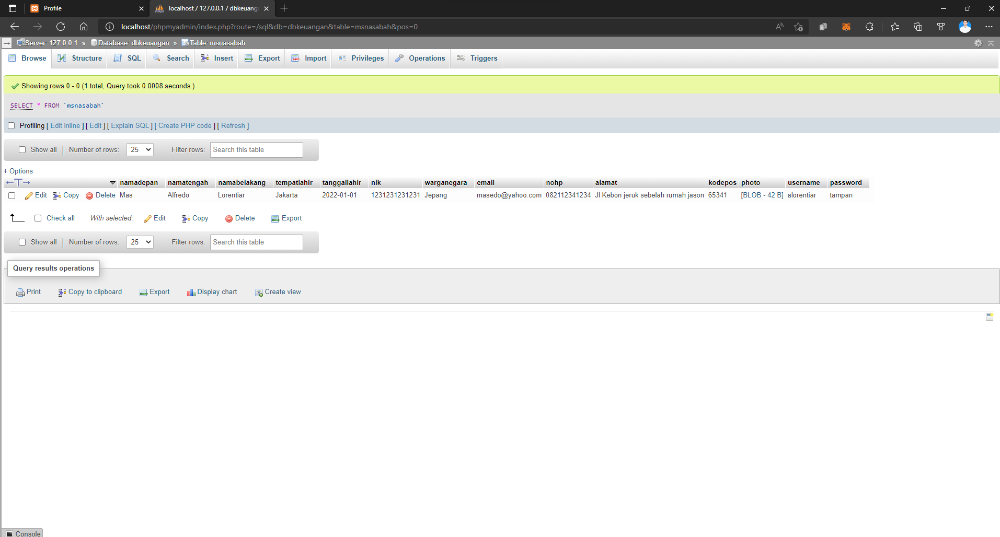 Profile
localhost / 127.0.0.1 / dbkeuang
localhost/phpmyadmin/index.php?route=/sql&db=dbkeuangan&table=msnasabah&pos=0
Server: 127.0.0.1 » Database: dbkeuangan » Table: msnasabah
Browse Structure SQL Search Insert Export Import Privileges Operations Triggers
Showing rows 0 - 0 (1 total, Query took 0.0008 seconds.)
SELECT * FROM `msnasabah`
Profiling [ Edit inline ] [ Edit ] [ Explain SQL ] [ Create PHP code ] [ Refresh ]
Show all Number of rows: 25 Filter rows: Search this table
+ Options
namadepan namatengah namabelakang tempatlahir tanggallahir nik warganegara email nohp alamat kodepos photo username password
Edit Copy Delete Mas Alfredo Lorentiar Jakarta 2022-01-01 1231231231231 Jepang masedo@yahoo.com 082112341234 Jl Kebon jeruk sebelah rumah jason 65341 [BLOB - 42 B] alorentiar tampan
Check all With selected: Edit Copy Delete Export
Show all Number of rows: 25 Filter rows: Search this table
Query results operations
Print Copy to clipboard Export Display chart Create view
Console